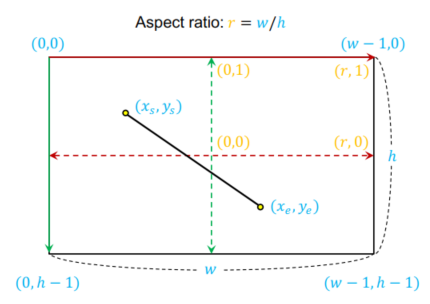 Aspect ratio: r = w/h
(0,0) (w − 1,0)
(0,1) (r, 1)
(x_s, y_s)
(0,0) (r, 0) h
(x_e, y_e)
w
(0, h − 1) (w − 1, h − 1)